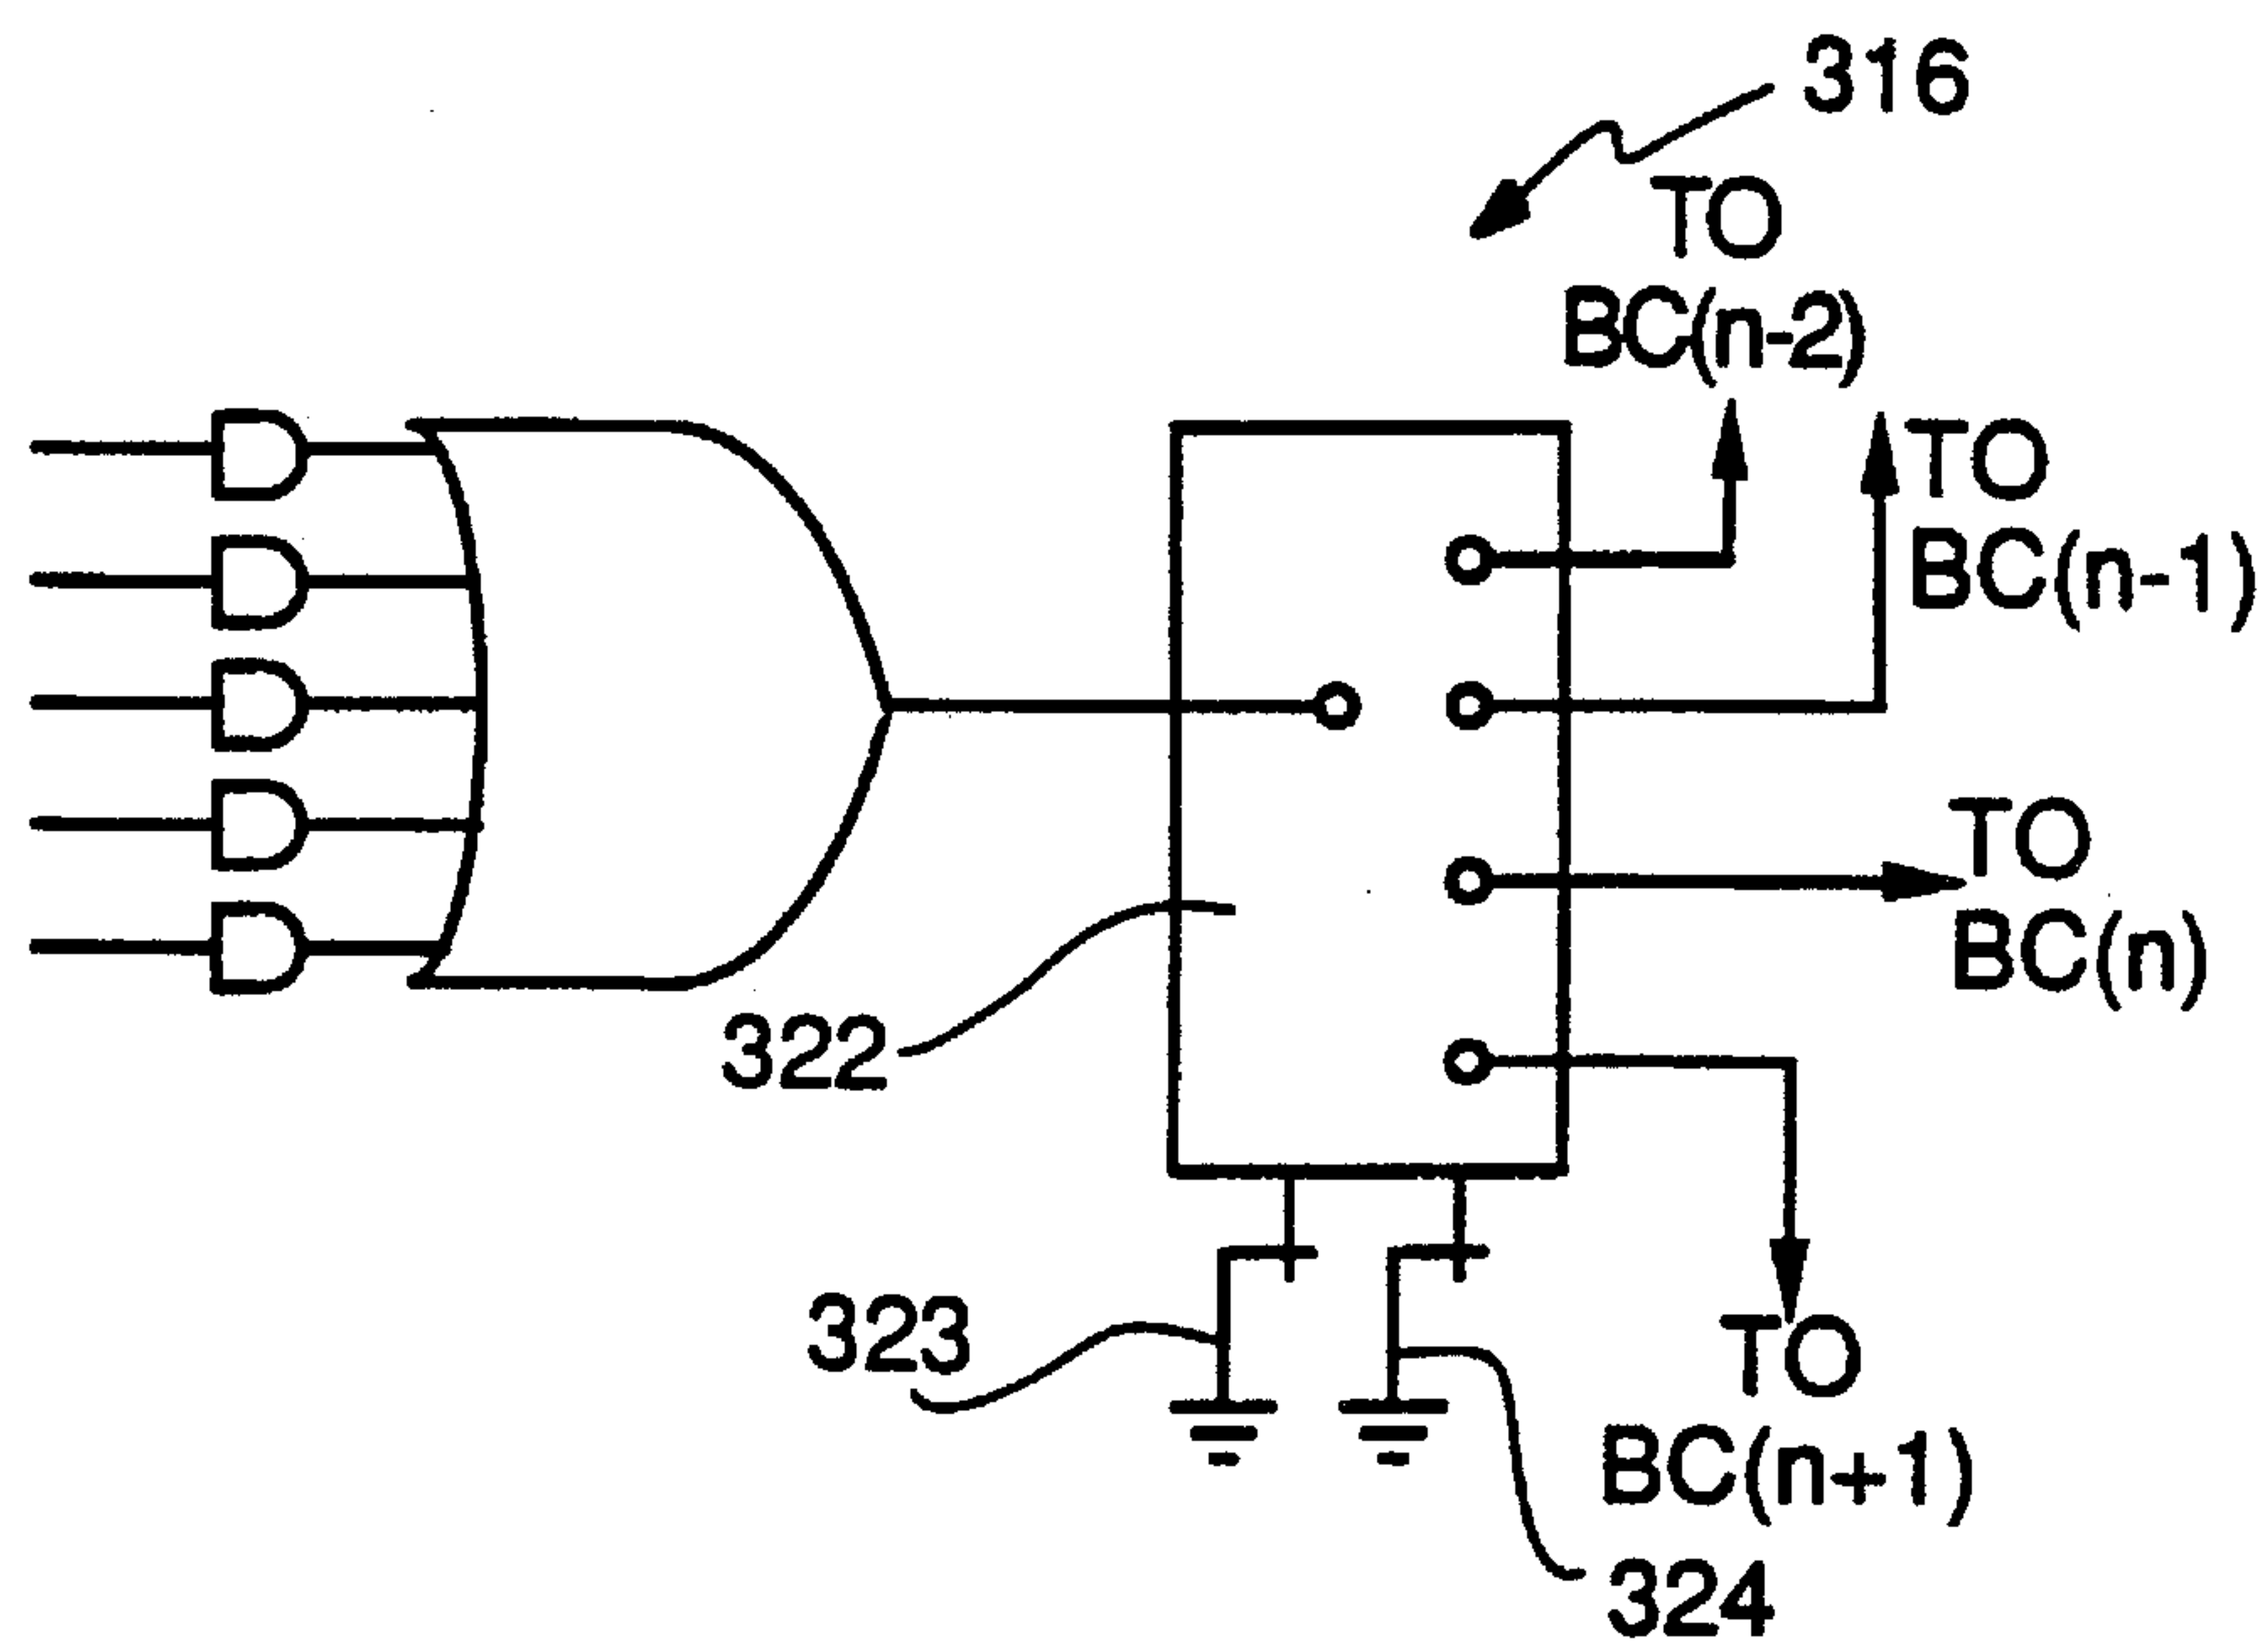 316
TO
BC(n-2)
TO
BC(n-1)
TO
BC(n)
322
323
TO
BC(n+1)
324